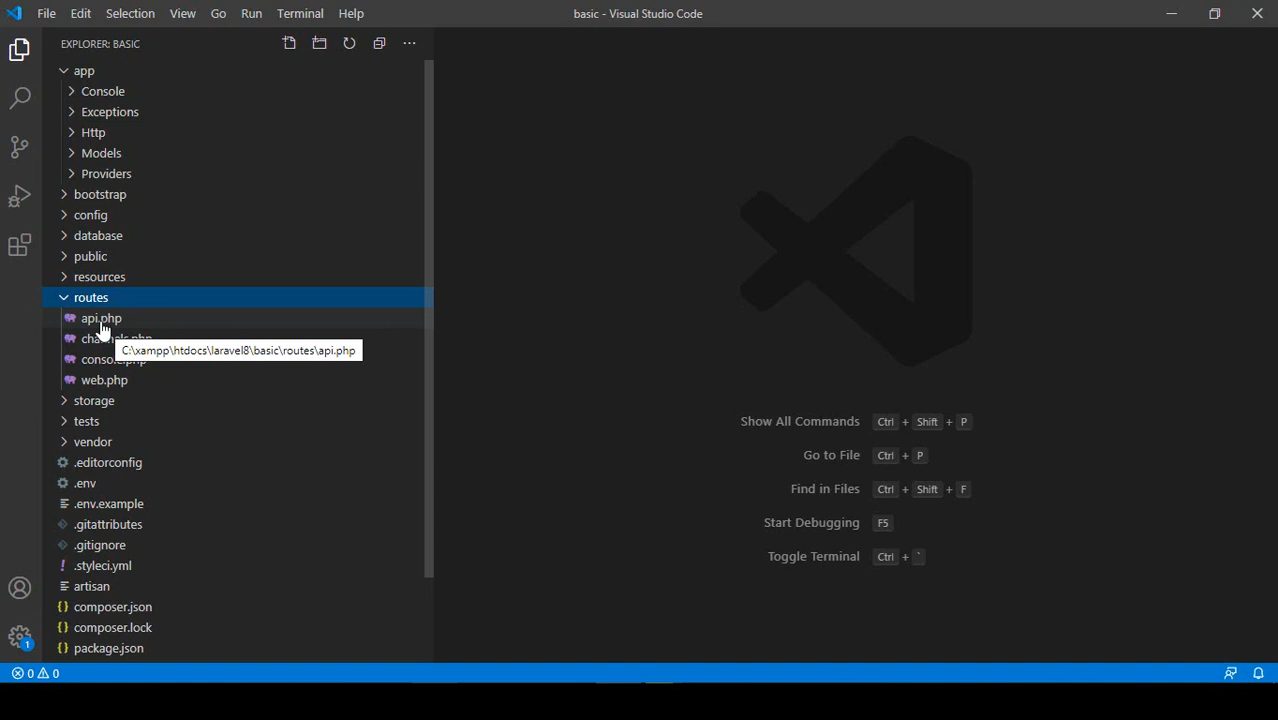 File Edit Selection View Go Run Terminal Help basic - Visual Studio Code
EXPLORER: BASIC
app
Console
Exceptions
Http
Models
Providers
bootstrap
config
database
public
resources
routes
api.php
C:\xampp\htdocs\laravel8\basic\routes\api.php
web.php
storage
tests
vendor
.editorconfig
.env
.env.example
.gitattributes
.gitignore
.styleci.yml
artisan
composer.json
composer.lock
package.json
Show All Commands Ctrl + Shift + P
Go to File Ctrl + P
Find in Files Ctrl + Shift + F
Start Debugging F5
Toggle Terminal Ctrl + `
1
0 0